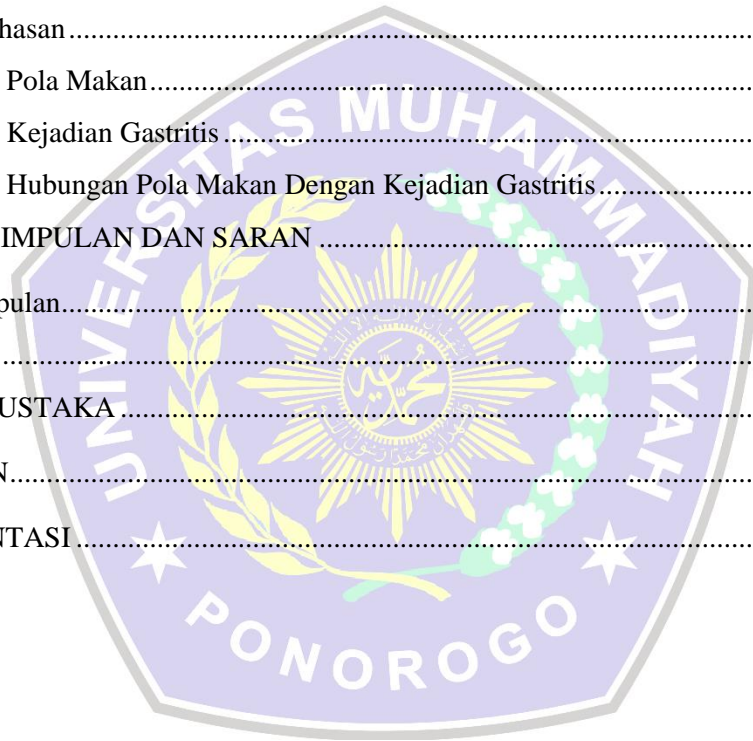 hasan
Pola Makan
Kejadian Gastritis
Hubungan Pola Makan Dengan Kejadian Gastritis
IMPULAN DAN SARAN
pulan
USTAKA
N
NTASI
UNIVERSITAS MUHAMMADIYAH
PONOROGO